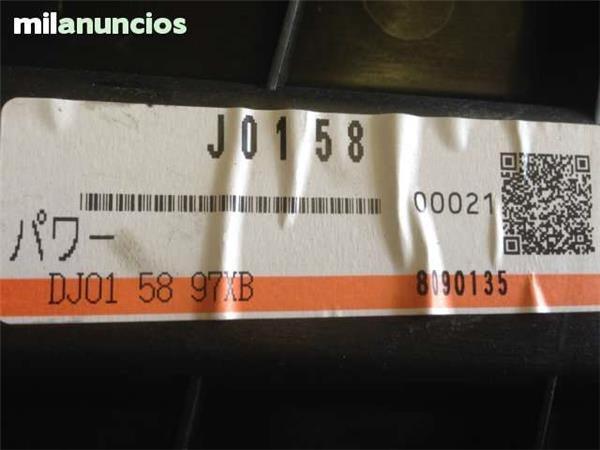 milanuncios
J0158
00021
パワー
DJ01 58 97XB
8090135